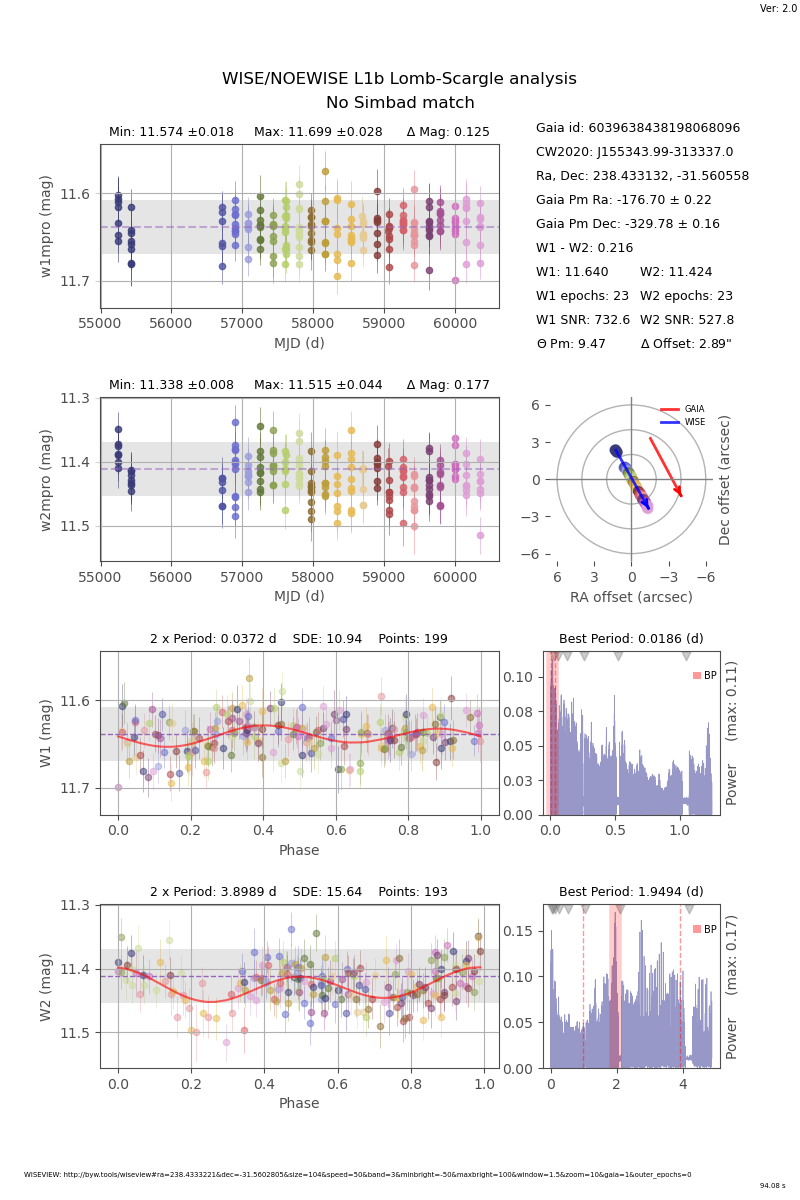 Ver: 2.0
WISE/NOEWISE L1b Lomb-Scargle analysis
No Simbad match
Min: 11.574 ±0.018 Max: 11.699 ±0.028 Δ Mag: 0.125
w1mpro (mag)
11.6
11.7
55000 56000 57000 58000 59000 60000
MJD (d)
Gaia id: 6039638438198068096
CW2020: J155343.99-313337.0
Ra, Dec: 238.433132, -31.560558
Gaia Pm Ra: -176.70 ± 0.22
Gaia Pm Dec: -329.78 ± 0.16
W1 - W2: 0.216
W1: 11.640 W2: 11.424
W1 epochs: 23 W2 epochs: 23
W1 SNR: 732.6 W2 SNR: 527.8
Θ Pm: 9.47 Δ Offset: 2.89"
Min: 11.338 ±0.008 Max: 11.515 ±0.044 Δ Mag: 0.177
w2mpro (mag)
11.3
11.4
11.5
55000 56000 57000 58000 59000 60000
MJD (d)
GAIA
WISE
6
3
0
−3
−6
6 3 0 −3 −6
RA offset (arcsec)
Dec offset (arcsec)
2 x Period: 0.0372 d SDE: 10.94 Points: 199
W1 (mag)
11.6
11.7
0.0 0.2 0.4 0.6 0.8 1.0
Phase
Best Period: 0.0186 (d)
BP
0.10
0.08
0.05
0.03
0.00
0.0 0.5 1.0
Power (max: 0.11)
2 x Period: 3.8989 d SDE: 15.64 Points: 193
W2 (mag)
11.3
11.4
11.5
0.0 0.2 0.4 0.6 0.8 1.0
Phase
Best Period: 1.9494 (d)
BP
0.15
0.10
0.05
0.00
0 2 4
Power (max: 0.17)
WISEVIEW: http://byw.tools/wiseview#ra=238.4333221&dec=-31.5602805&size=104&speed=50&band=3&minbright=-50&maxbright=100&window=1.5&zoom=10&gaia=1&outer_epochs=0
94.08 s